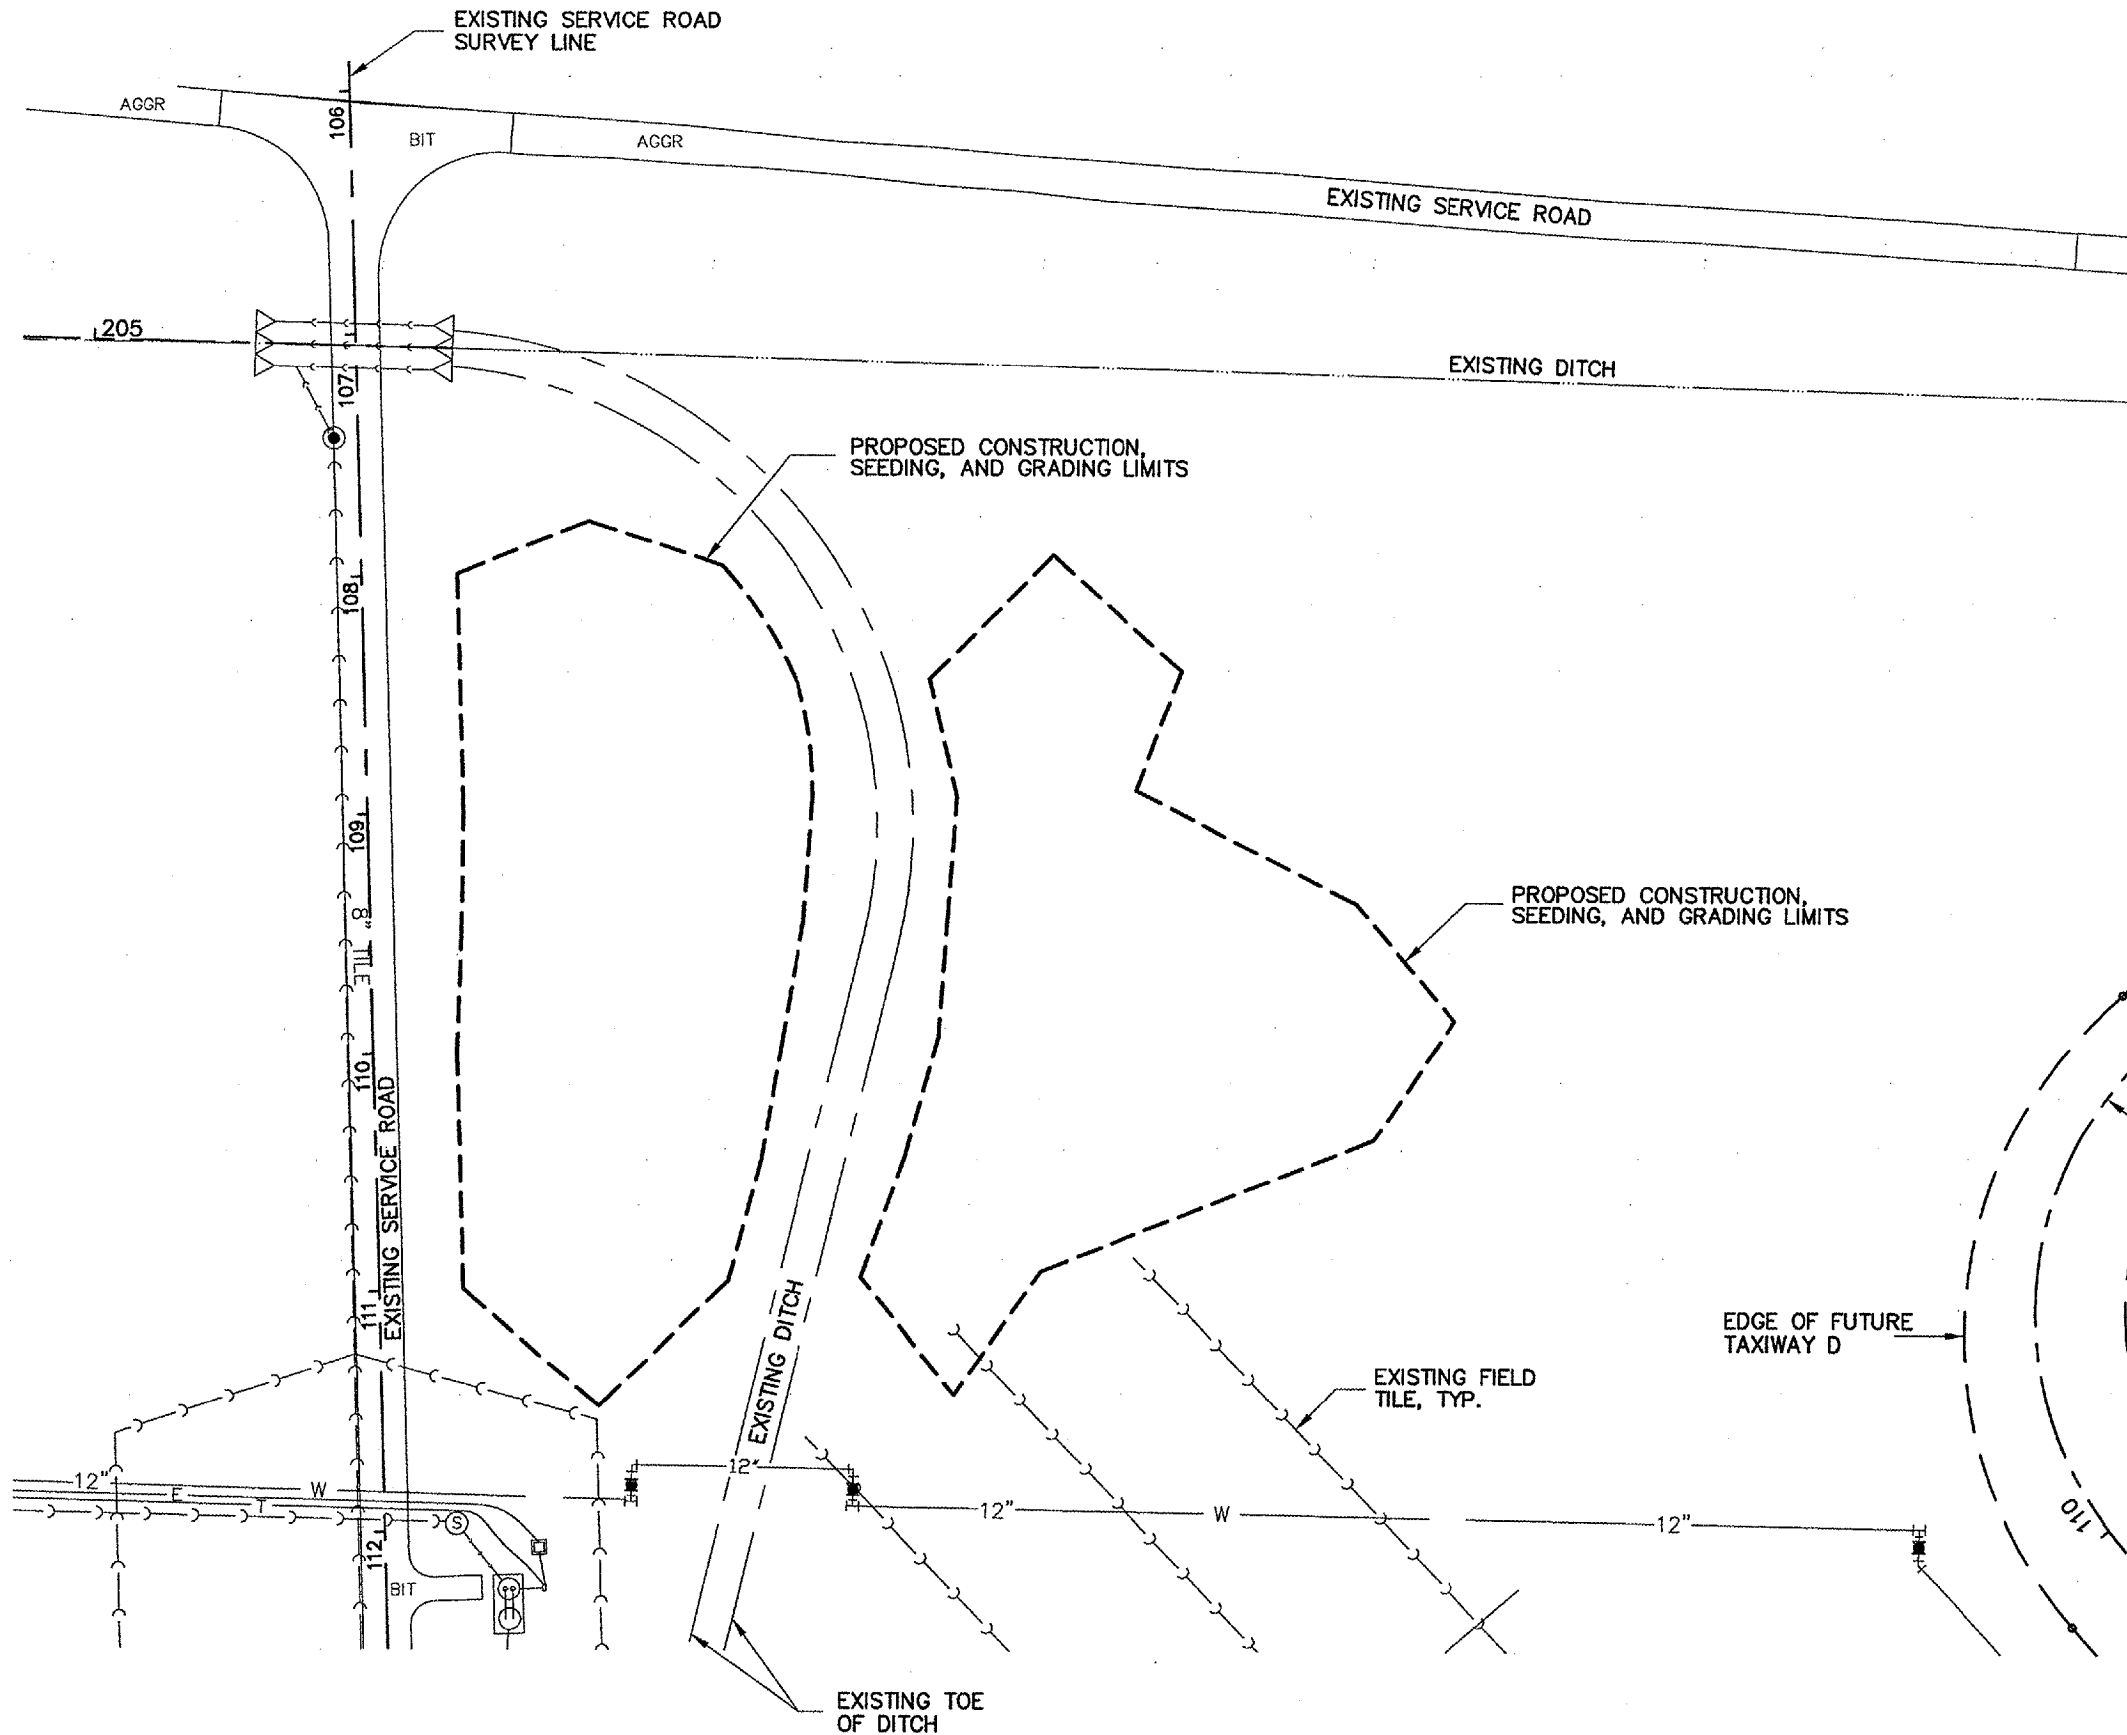 EXISTING SERVICE ROAD
SURVEY LINE
AGGR
106
BIT
AGGR
EXISTING SERVICE ROAD
205
EXISTING DITCH
107
PROPOSED CONSTRUCTION,
SEEDING, AND GRADING LIMITS
108
109
8" TILE
PROPOSED CONSTRUCTION,
SEEDING, AND GRADING LIMITS
110
EXISTING SERVICE ROAD
111
EXISTING DITCH
EDGE OF FUTURE
TAXIWAY D
EXISTING FIELD
TILE, TYP.
12"
W
E
T
12"
12"
W
12"
110
S
112
BIT
EXISTING TOE
OF DITCH